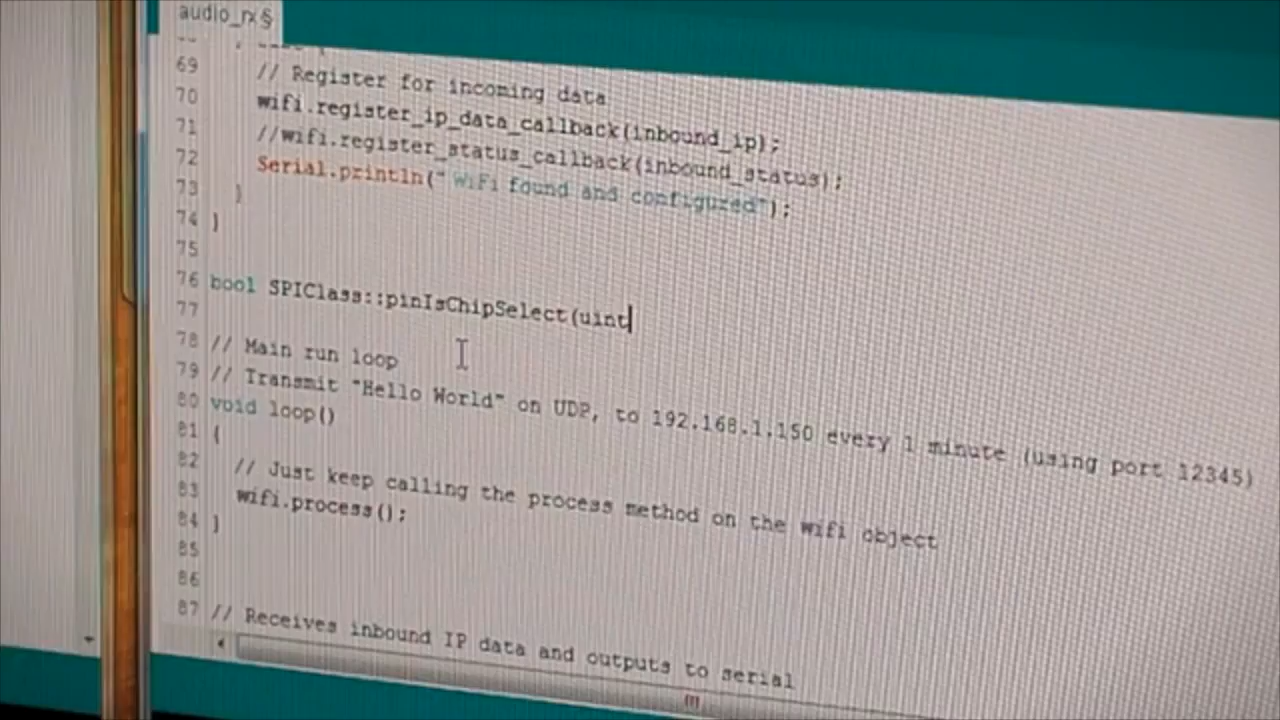 audio_rx§
69 // Register for incoming data
70 wifi.register_ip_data_callback(inbound_ip);
71 //wifi.register_status_callback(inbound_status);
72 Serial.println(" WiFi found and configured");
73 }
74 }
75
76 bool SPIClass::pinIsChipSelect(uint
77
78 // Main run loop
79 // Transmit "Hello World" on UDP, to 192.168.1.150 every 1 minute (using port 12345)
80 void loop()
81 {
82 // Just keep calling the process method on the wifi object
83 wifi.process();
84 }
85
86
87 // Receives inbound IP data and outputs to serial